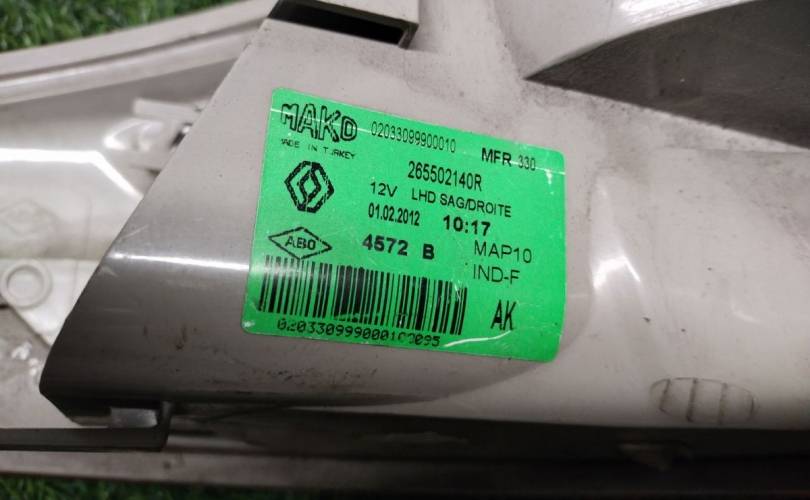 MAKO 02033099900010 MFR 330
MADE IN TURKEY
265502140R
12V LHD SAG/DROITE
01.02.2012 10:17
ABO 4572 B MAP10
IND-F
AK